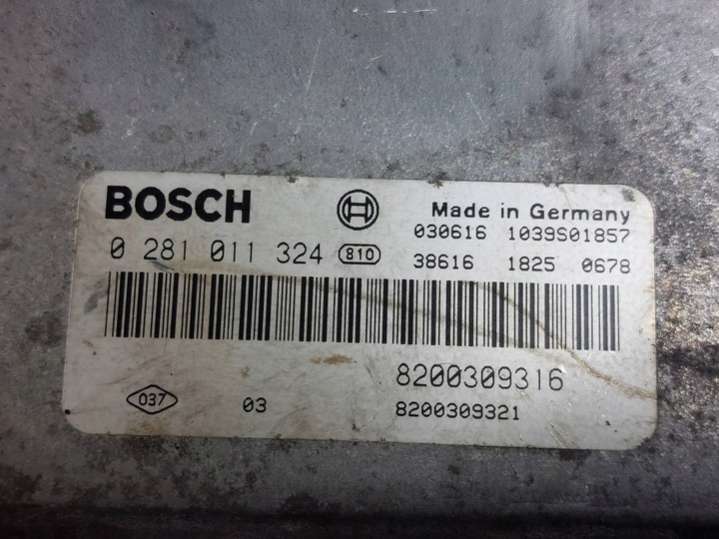 BOSCH
Made in Germany
030616 1039S01857
0 281 011 324 810
38616 1825 0678
8200309316
037 03 8200309321